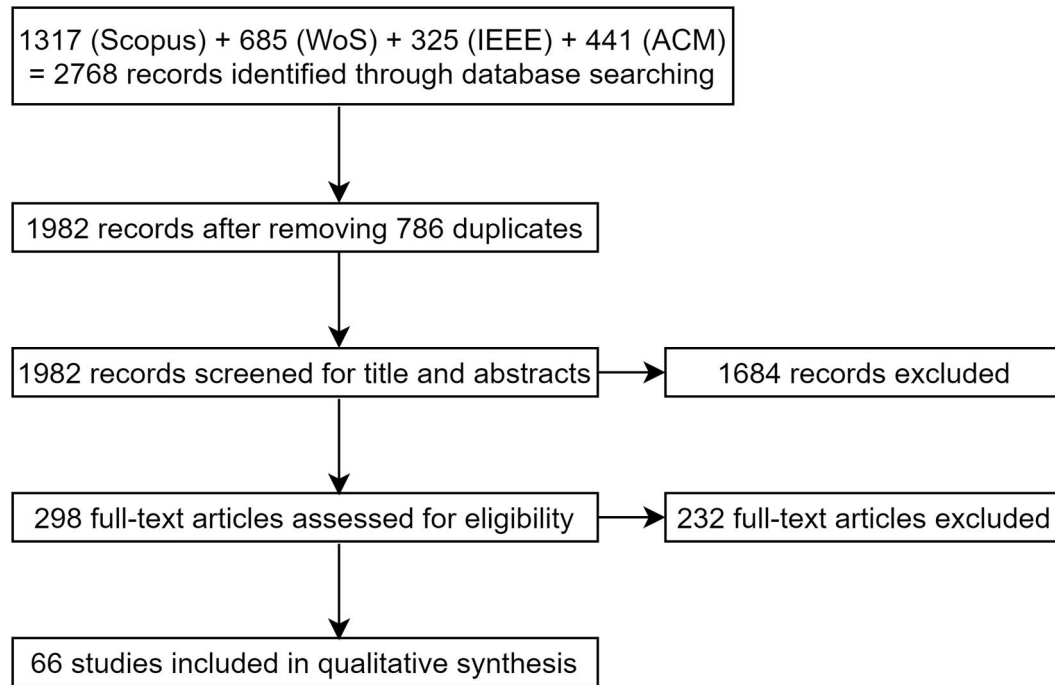 1317 (Scopus) + 685 (WoS) + 325 (IEEE) + 441 (ACM)
= 2768 records identified through database searching
1982 records after removing 786 duplicates
1982 records screened for title and abstracts
1684 records excluded
298 full-text articles assessed for eligibility
232 full-text articles excluded
66 studies included in qualitative synthesis